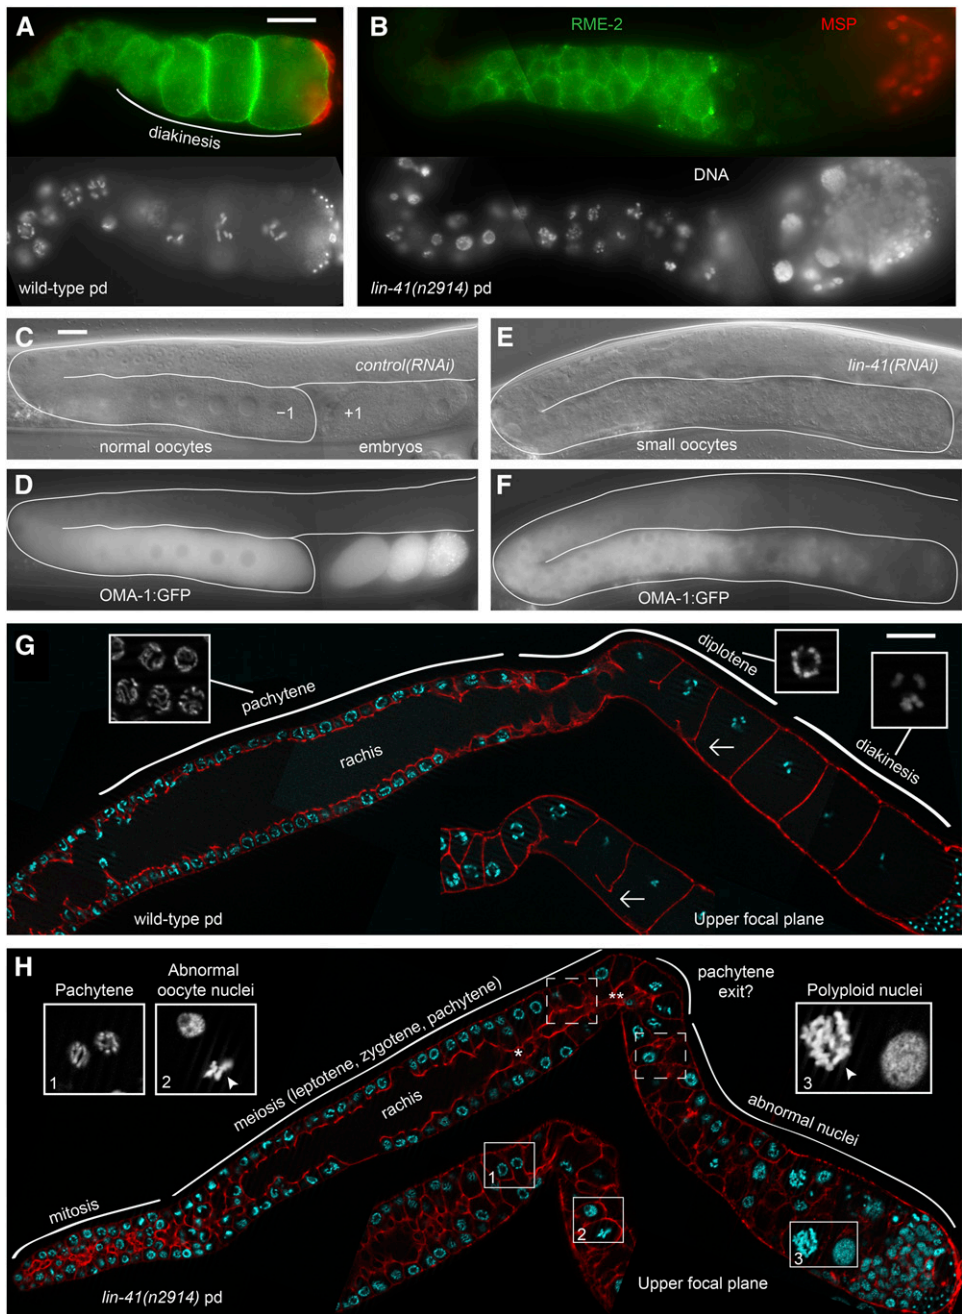 A
B
RME-2
MSP
diakinesis
DNA
wild-type pd
lin-41(n2914) pd
C
E
control(RNAi)
lin-41(RNAi)
−1
+1
normal oocytes
embryos
small oocytes
D
F
OMA-1:GFP
OMA-1:GFP
G
pachytene
diplotene
rachis
diakinesis
wild-type pd
Upper focal plane
H
Pachytene
Abnormal
oocyte nuclei
1
2
meiosis (leptotene, zygotene, pachytene)
**
*
pachytene
exit?
Polyploid nuclei
3
rachis
abnormal nuclei
mitosis
1
2
3
lin-41(n2914) pd
Upper focal plane